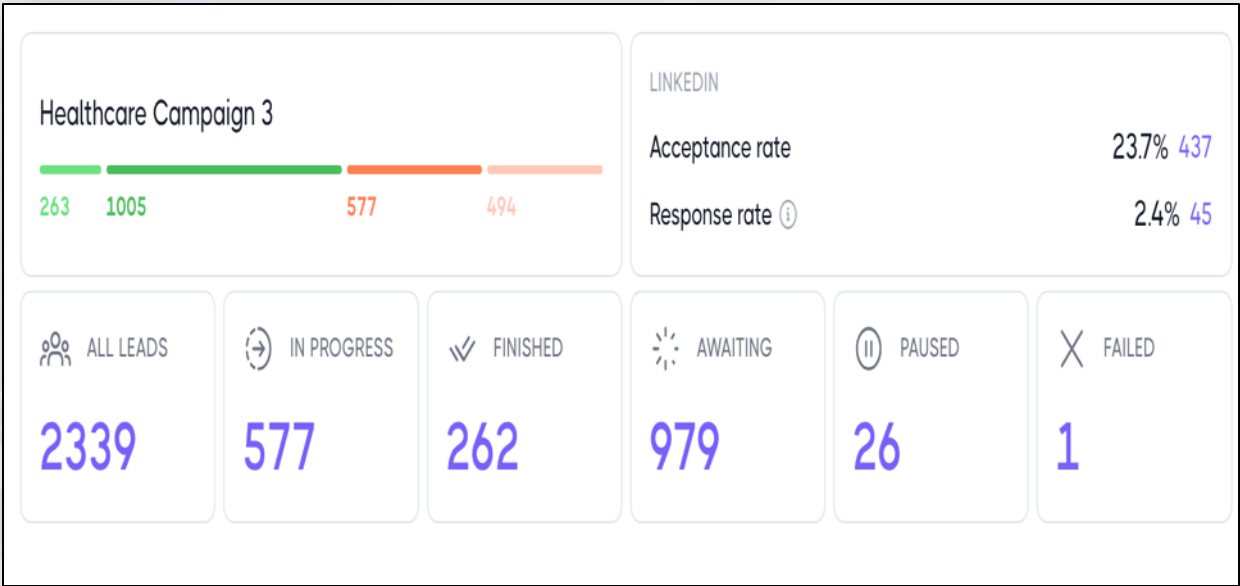 Healthcare Campaign 3
263 1005 577 494
LINKEDIN
Acceptance rate 23.7% 437
Response rate 2.4% 45
ALL LEADS
2339
IN PROGRESS
577
FINISHED
262
AWAITING
979
PAUSED
26
FAILED
1